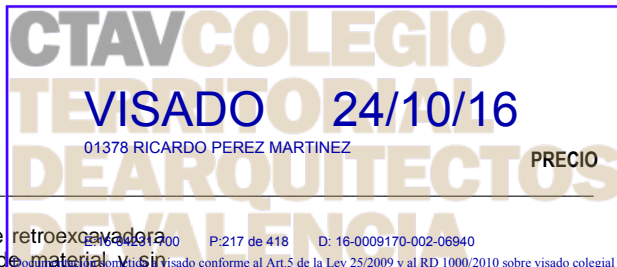 CTAVCOLEGIO
TERRITORIAL
VISADO 24/10/16
01378 RICARDO PEREZ MARTINEZ
PRECIO
DEARQUITECTOS
retroexcavadora
E:16-04231-700 P:217 de 418 D: 16-0009170-002-06940
DEVALENCIA
de material y sin
Documentación sometida a visado conforme al Art.5 de la Ley 25/2009 y al RD 1000/2010 sobre visado colegial